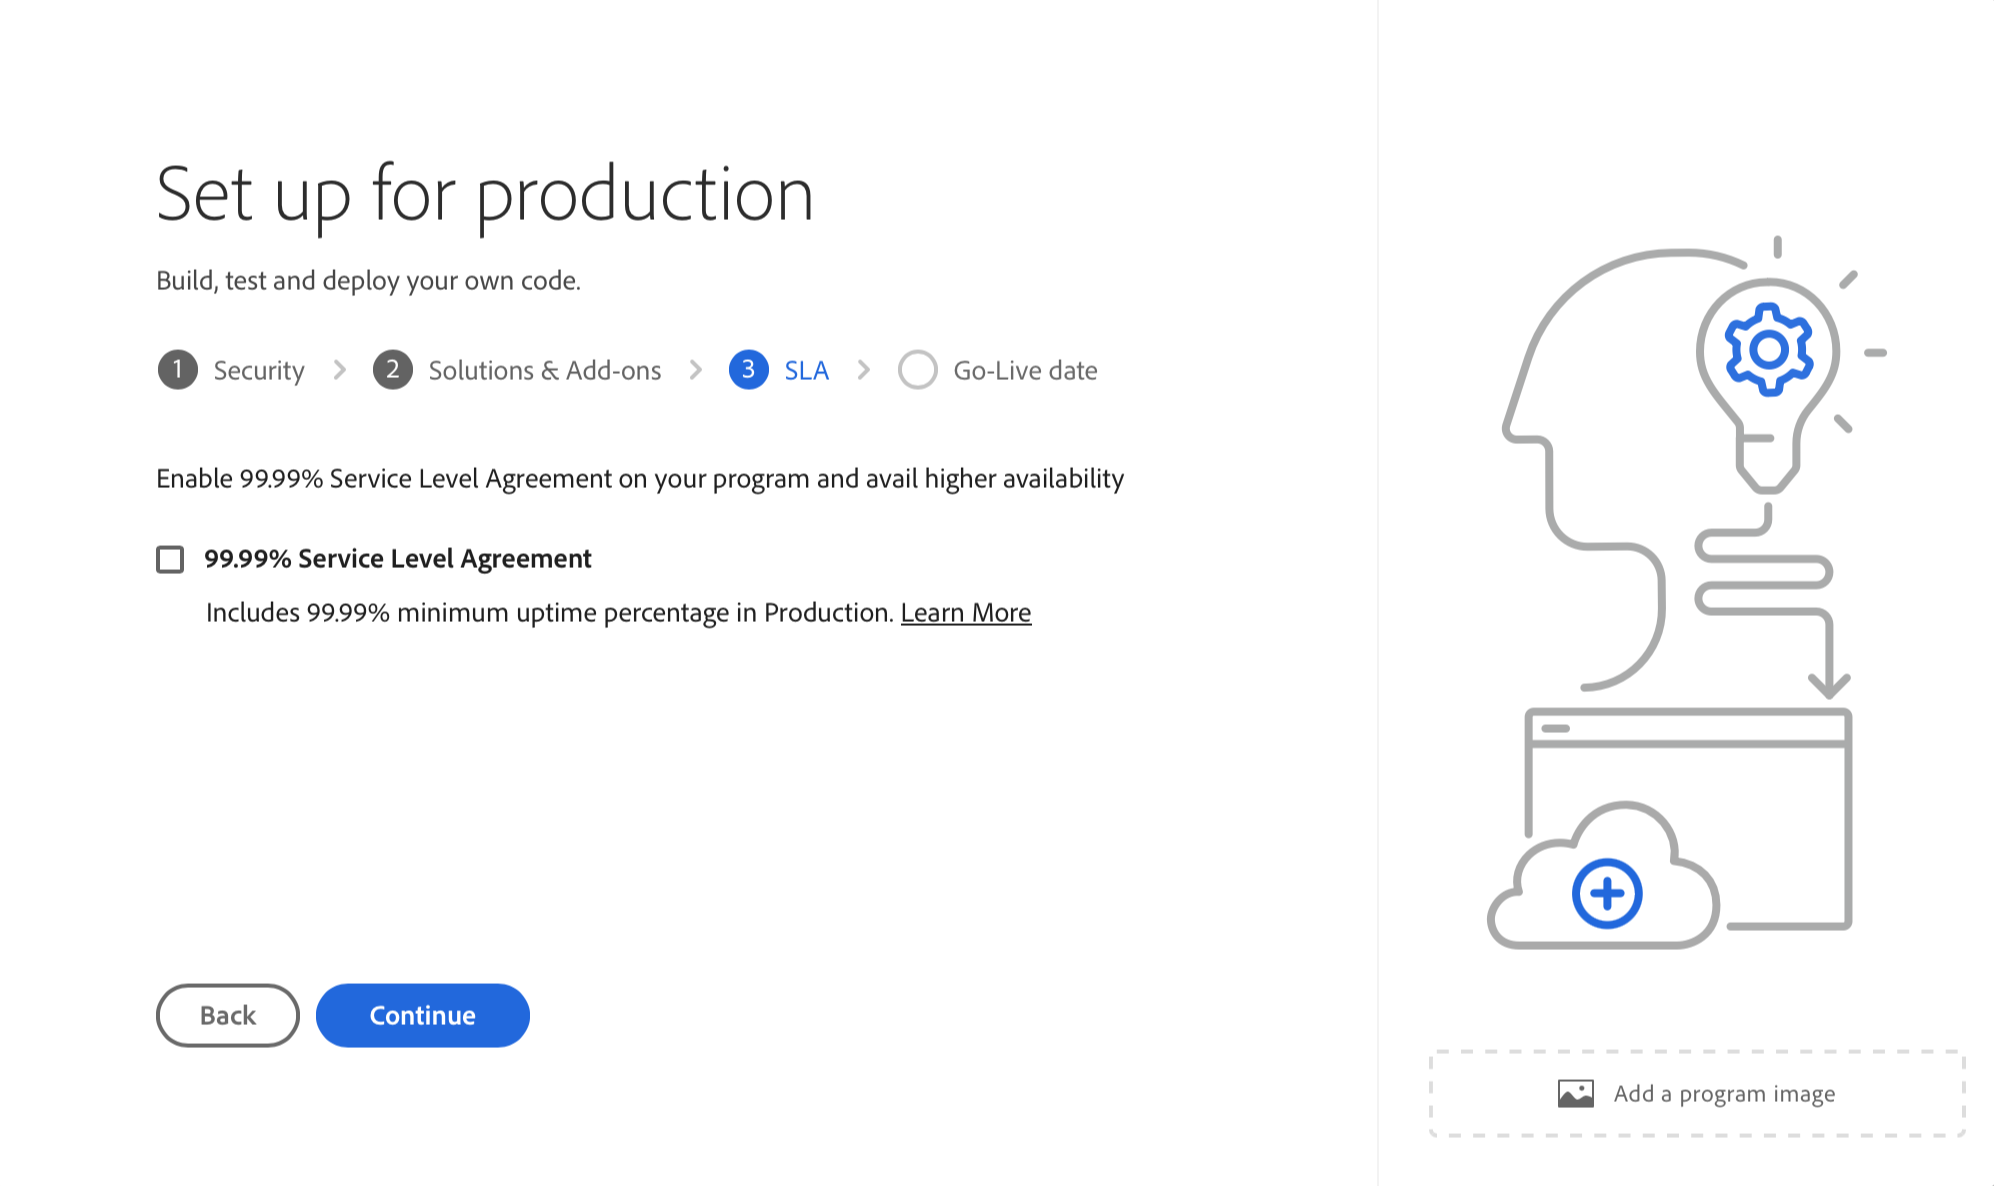 Set up for production
Build, test and deploy your own code.
1 Security > 2 Solutions & Add-ons > 3 SLA > Go-Live date
Enable 99.99% Service Level Agreement on your program and avail higher availability
99.99% Service Level Agreement
Includes 99.99% minimum uptime percentage in Production. Learn More
Back Continue
Add a program image